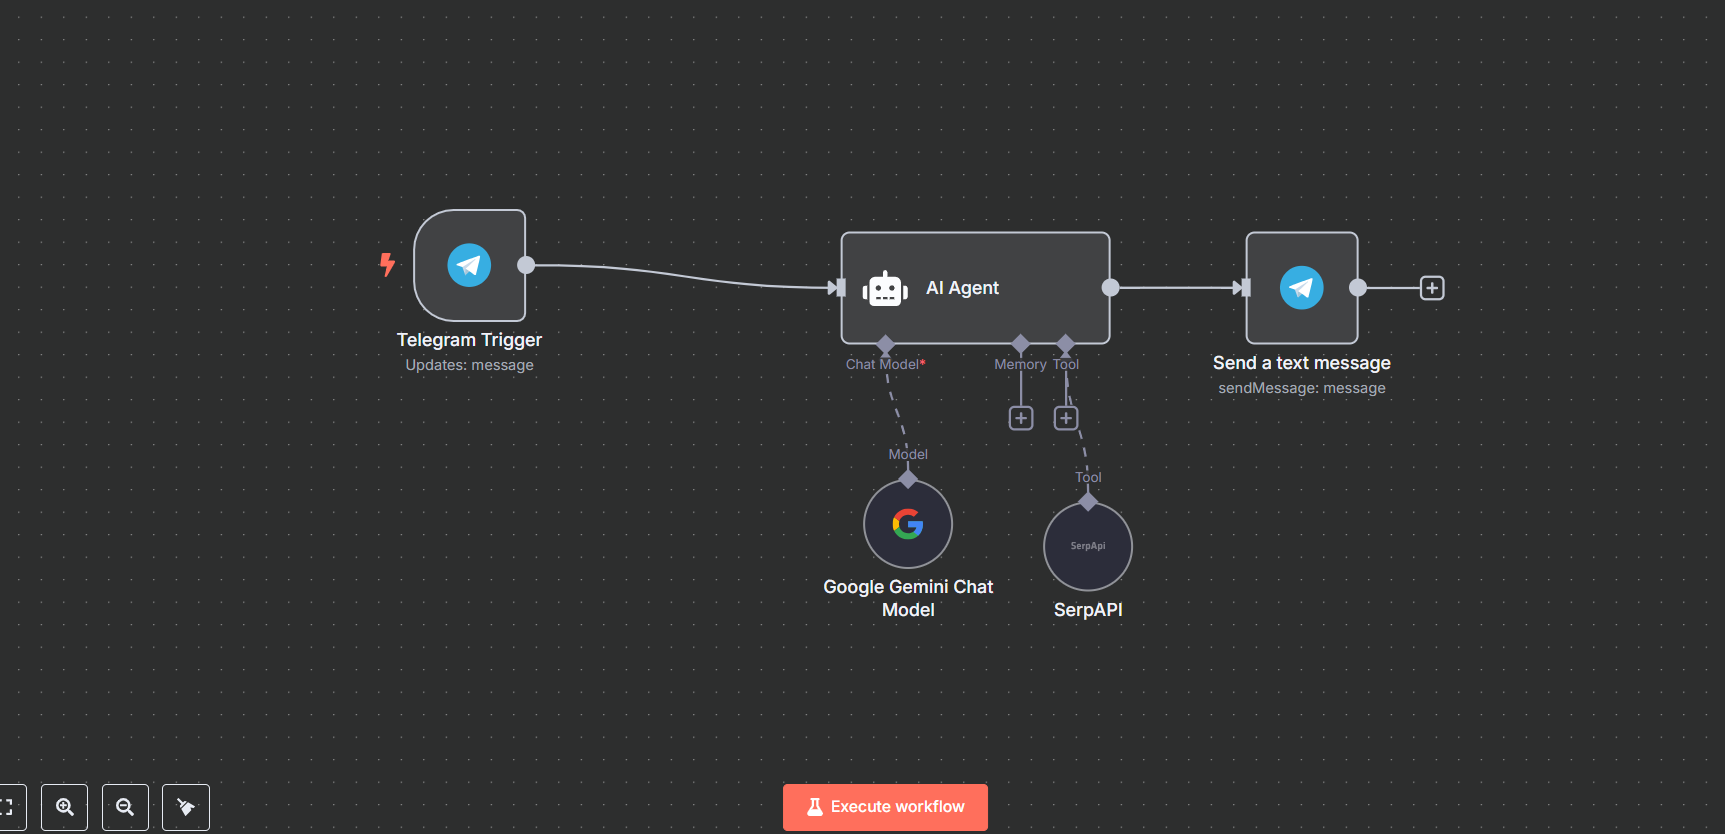 Telegram Trigger
Updates: message
AI Agent
Chat Model*
Memory
Tool
Send a text message
sendMessage: message
Model
Tool
SerpApi
Google Gemini Chat
Model
SerpAPI
Execute workflow